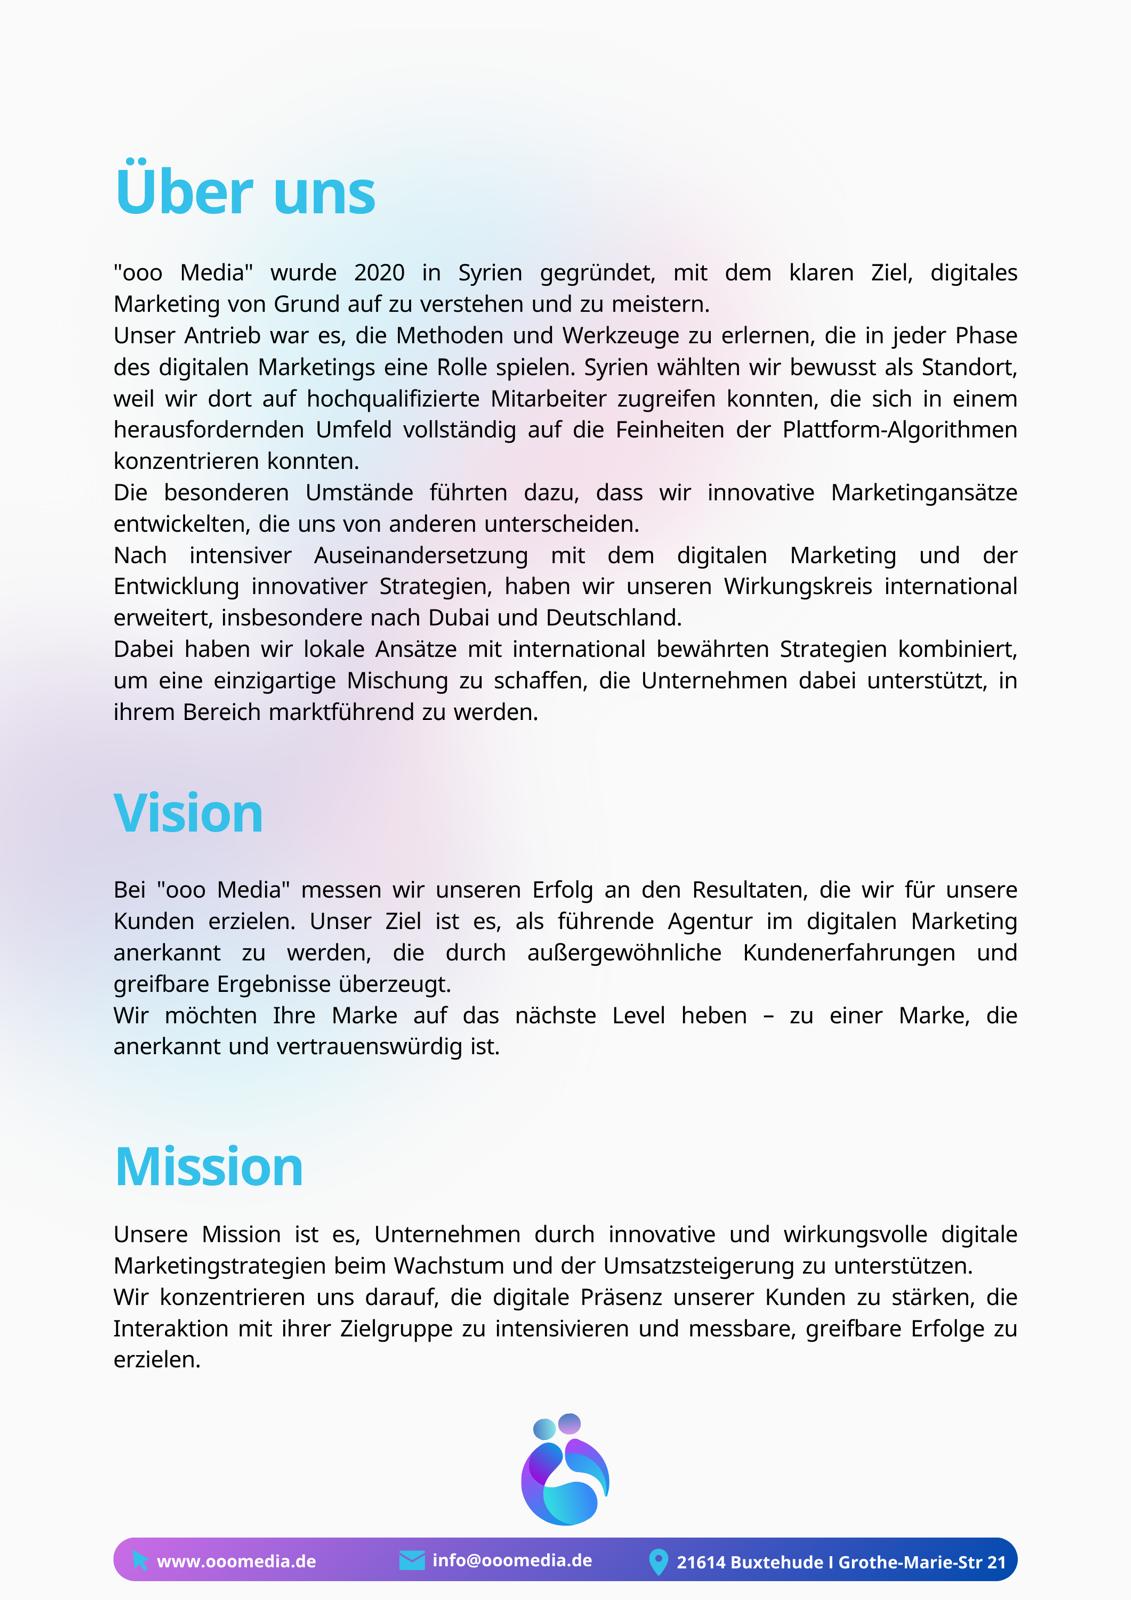 Über uns
"ooo Media" wurde 2020 in Syrien gegründet, mit dem klaren Ziel, digitales
Marketing von Grund auf zu verstehen und zu meistern.
Unser Antrieb war es, die Methoden und Werkzeuge zu erlernen, die in jeder Phase
des digitalen Marketings eine Rolle spielen. Syrien wählten wir bewusst als Standort,
weil wir dort auf hochqualifizierte Mitarbeiter zugreifen konnten, die sich in einem
herausfordernden Umfeld vollständig auf die Feinheiten der Plattform-Algorithmen
konzentrieren konnten.
Die besonderen Umstände führten dazu, dass wir innovative Marketingansätze
entwickelten, die uns von anderen unterscheiden.
Nach intensiver Auseinandersetzung mit dem digitalen Marketing und der
Entwicklung innovativer Strategien, haben wir unseren Wirkungskreis international
erweitert, insbesondere nach Dubai und Deutschland.
Dabei haben wir lokale Ansätze mit international bewährten Strategien kombiniert,
um eine einzigartige Mischung zu schaffen, die Unternehmen dabei unterstützt, in
ihrem Bereich marktführend zu werden.
Vision
Bei "ooo Media" messen wir unseren Erfolg an den Resultaten, die wir für unsere
Kunden erzielen. Unser Ziel ist es, als führende Agentur im digitalen Marketing
anerkannt zu werden, die durch außergewöhnliche Kundenerfahrungen und
greifbare Ergebnisse überzeugt.
Wir möchten Ihre Marke auf das nächste Level heben – zu einer Marke, die
anerkannt und vertrauenswürdig ist.
Mission
Unsere Mission ist es, Unternehmen durch innovative und wirkungsvolle digitale
Marketingstrategien beim Wachstum und der Umsatzsteigerung zu unterstützen.
Wir konzentrieren uns darauf, die digitale Präsenz unserer Kunden zu stärken, die
Interaktion mit ihrer Zielgruppe zu intensivieren und messbare, greifbare Erfolge zu
erzielen.
www.ooomedia.de info@ooomedia.de 21614 Buxtehude I Grothe-Marie-Str 21